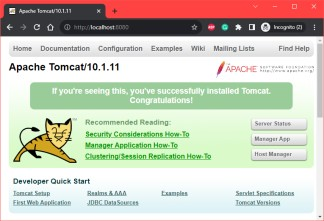 Apache Tomcat/10.1.11
Incognito (2)
http://localhost:8080
Home Documentation Configuration Examples Wiki Mailing Lists Find Help
Apache Tomcat/10.1.11
APACHE
SOFTWARE FOUNDATION
http://www.apache.org/
If you're seeing this, you've successfully installed Tomcat.
Congratulations!
Recommended Reading:
Security Considerations How-To
Manager Application How-To
Clustering/Session Replication How-To
Server Status
Manager App
Host Manager
Developer Quick Start
Tomcat Setup
First Web Application
Realms & AAA
JDBC DataSources
Examples
Servlet Specifications
Tomcat Versions